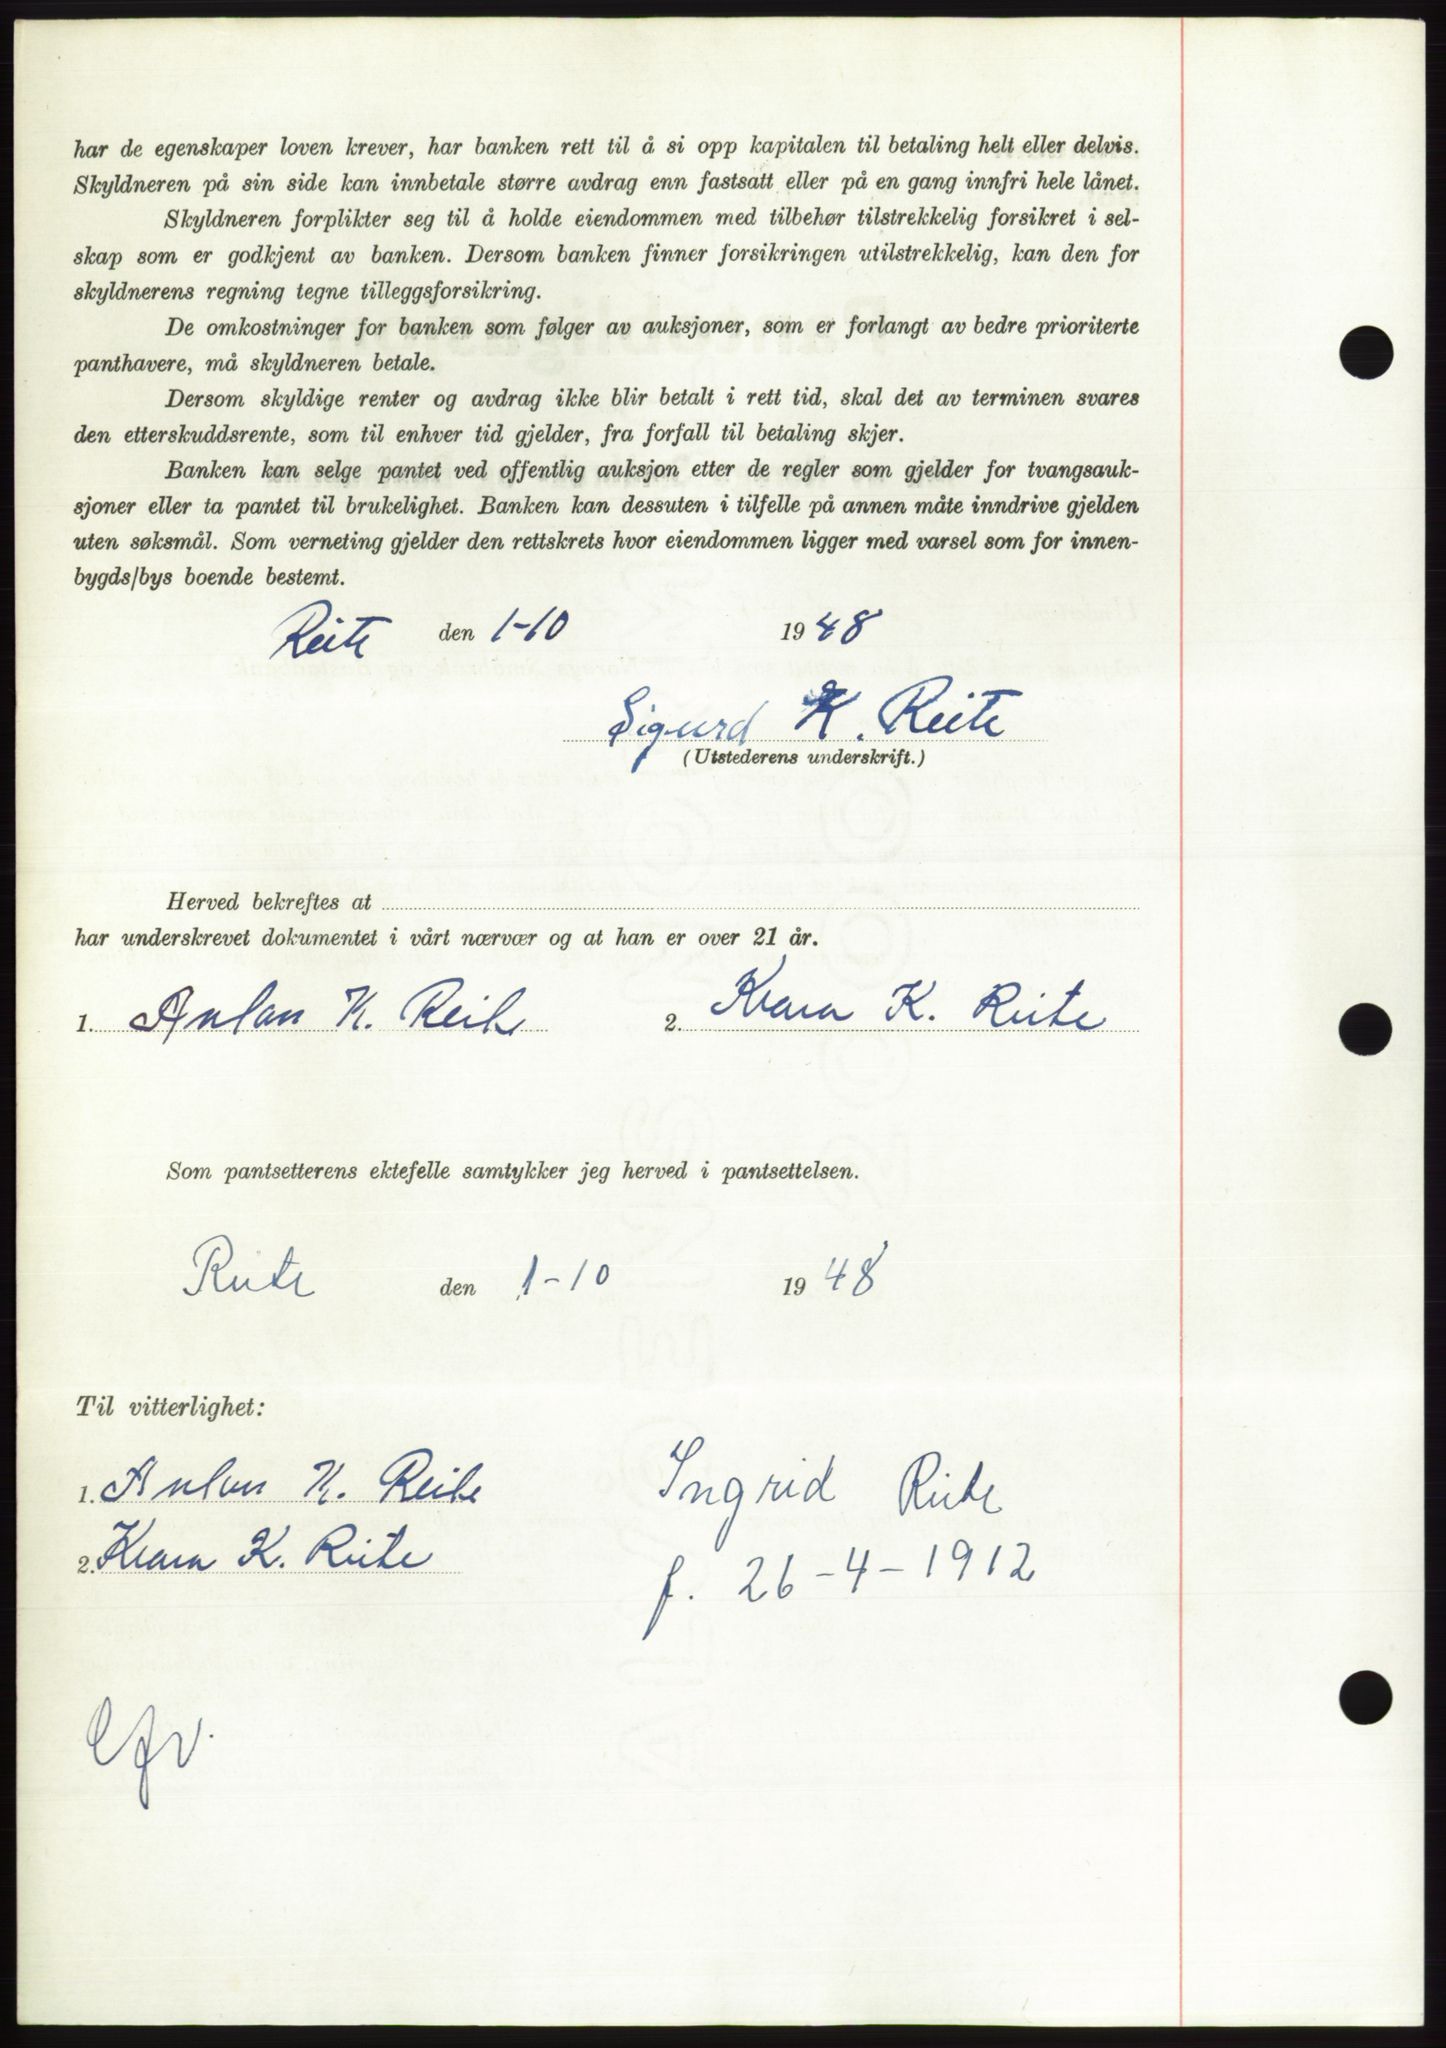 har de egenskaper loven krever, har banken rett til å si opp kapitalen til betaling helt eller delvis.
Skyldneren på sin side kan innbetale større avdrag enn fastsatt eller på en gang innfri hele lånet.
Skyldneren forplikter seg til å holde eiendommen med tilbehør tilstrekkelig forsikret i sel-
skap som er godkjent av banken. Dersom banken finner forsikringen utilstrekkelig, kan den for
skyldnerens regning tegne tilleggsforsikring.
De omkostninger for banken som følger av auksjoner, som er forlangt av bedre prioriterte
panthavere, må skyldneren betale.
Dersom skyldige renter og avdrag ikke blir betalt i rett tid, skal det av terminen svares
den etterskuddsrente, som til enhver tid gjelder, fra forfall til betaling skjer.
Banken kan selge pantet ved offentlig auksjon etter de regler som gjelder for tvangsauk-
sjoner eller ta pantet til brukelighet. Banken kan dessuten i tilfelle på annen måte inndrive gjelden
uten søksmål. Som verneting gjelder den rettskrets hvor eiendommen ligger med varsel som for innen-
bygds/bys boende bestemt.
Reite den 1-10 1948
Sigurd K. Reite
(Utstederens underskrift.)
Herved bekreftes at
har underskrevet dokumentet i vårt nærvær og at han er over 21 år.
1. Anton K. Reite 2. Klara K. Reite
Som pantsetterens ektefelle samtykker jeg herved i pantsettelsen.
Reite den 1-10 1948
Til vitterlighet:
1. Anton K. Reite
2. Klara K. Reite
Ingrid Reite
f. 26-4-1912